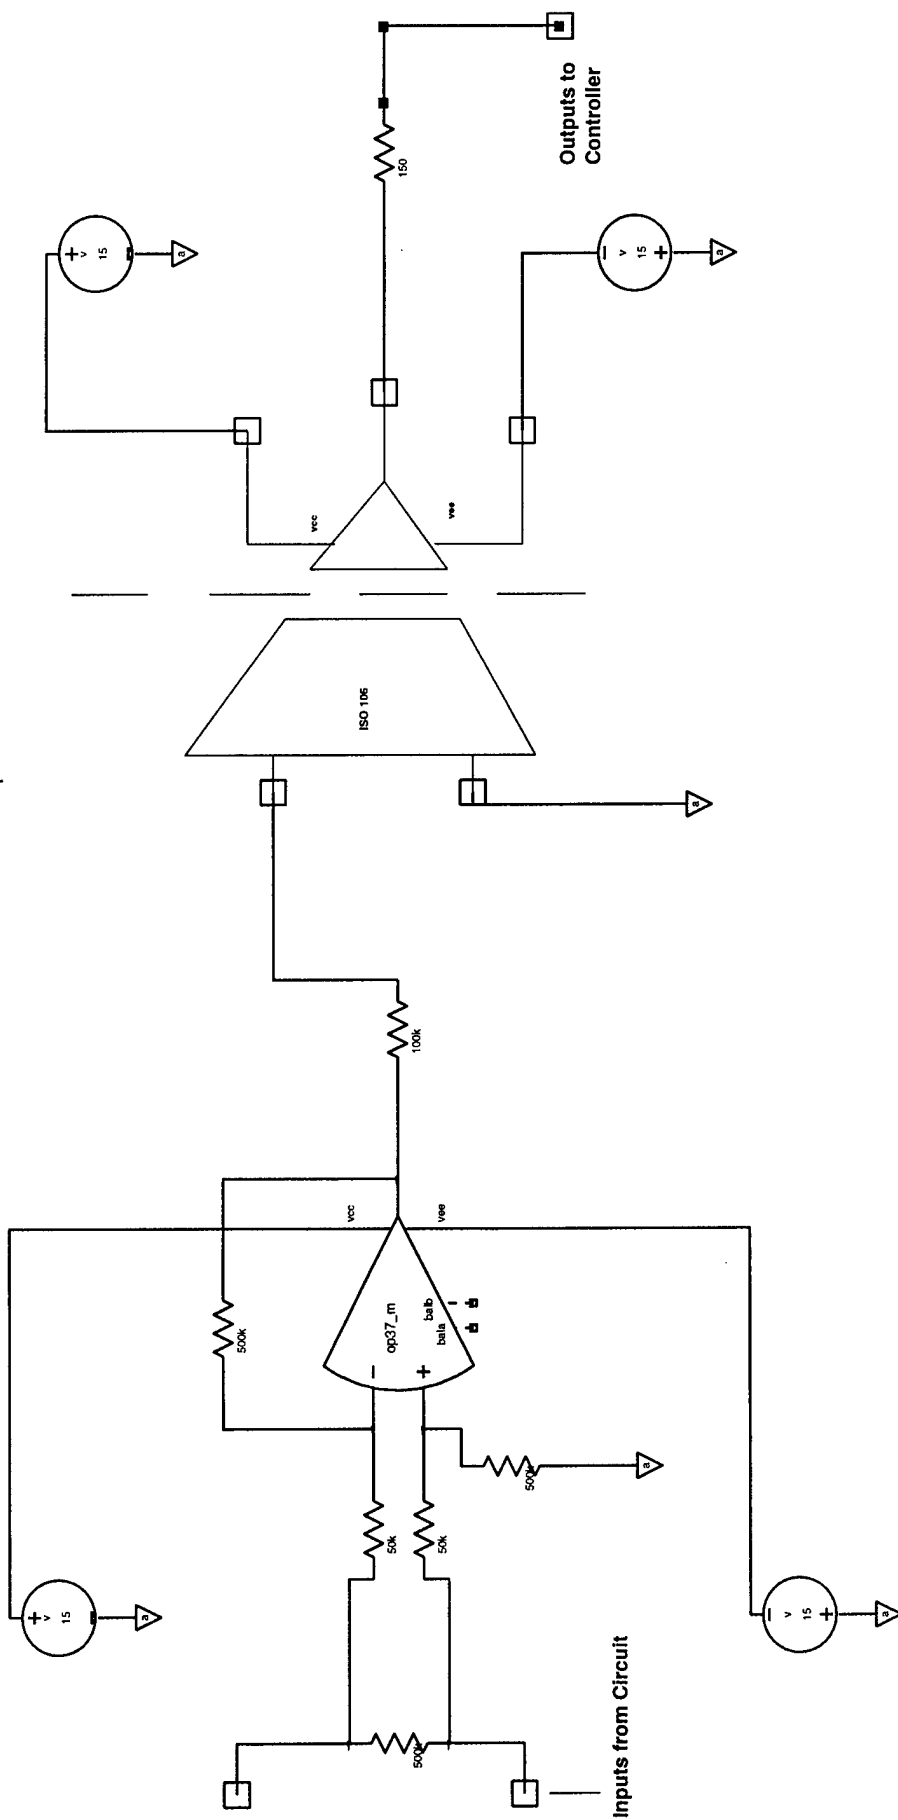 Outputs to
Controller
+
v
15
-
a
150
-
v
15
+
a
vcc
vee
ISO 106
a
100k
vcc
vee
500k
op37_m
balb
bala
-
+
500k
a
50k
50k
+
v
15
-
a
-
v
15
+
a
500k
Inputs from Circuit